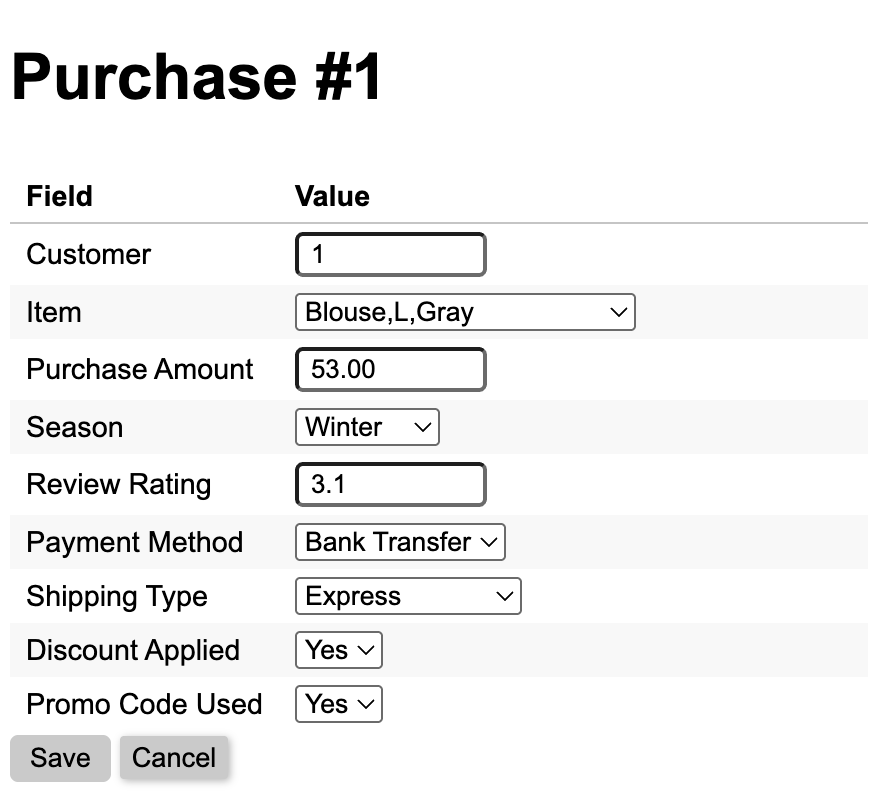 Purchase #1
Field Value
Customer 1
Item Blouse,L,Gray
Purchase Amount 53.00
Season Winter
Review Rating 3.1
Payment Method Bank Transfer
Shipping Type Express
Discount Applied Yes
Promo Code Used Yes
Save Cancel